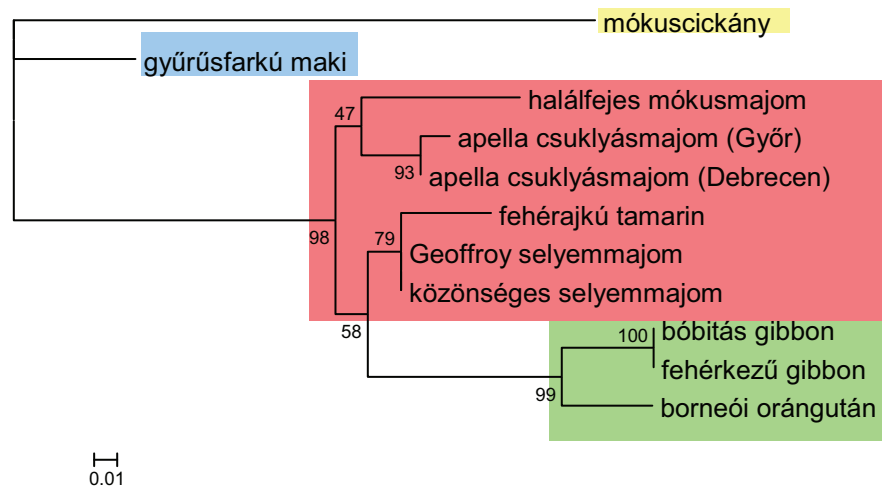 mókuscickány
gyűrűsfarkú maki
halálfejes mókusmajom
47
apella csuklyásmajom (Győr)
93
apella csuklyásmajom (Debrecen)
fehérajkú tamarin
98
79
Geoffroy selyemmajom
közönséges selyemmajom
58
bóbitás gibbon
100
fehérkezű gibbon
99
borneói orángután
0.01